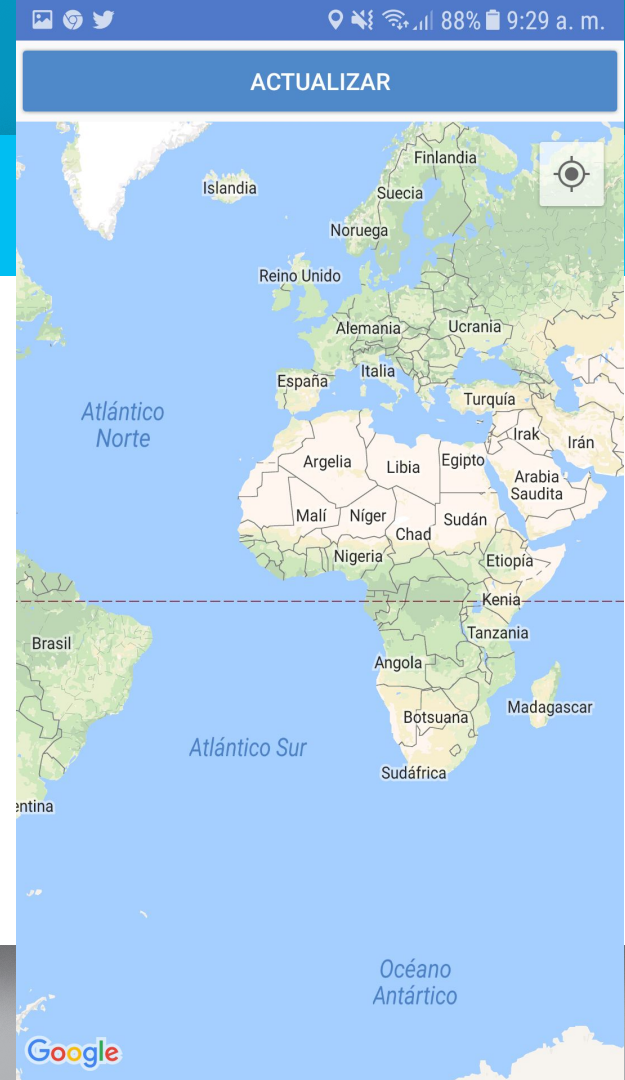 88% 9:29 a. m.
ACTUALIZAR
Finlandia
Islandia
Suecia
Noruega
Reino Unido
Alemania
Ucrania
Italia
España
Turquía
Atlántico
Norte
Irak
Irán
Argelia
Libia
Egipto
Arabia
Saudita
Malí
Níger
Sudán
Chad
Nigeria
Etiopía
Kenia
Brasil
Tanzania
Angola
Madagascar
Botsuana
Atlántico Sur
Sudáfrica
entina
Océano
Antártico
Google